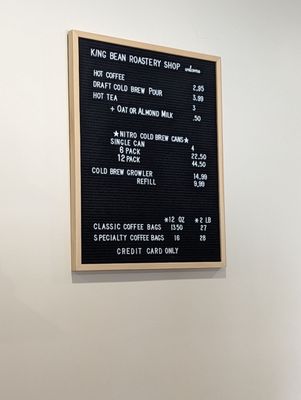 KING BEAN ROASTERY SHOP
HOT COFFEE 2.95
DRAFT COLD BREW POUR 3.99
HOT TEA 3
+ OAT OR ALMOND MILK .50
★NITRO COLD BREW CANS★
SINGLE CAN 4
6 PACK 22.50
12 PACK 44.50
COLD BREW GROWLER 14.99
REFILL 9.99
*12 OZ *2 LB
CLASSIC COFFEE BAGS 13.50 27
SPECIALTY COFFEE BAGS 16 28
CREDIT CARD ONLY